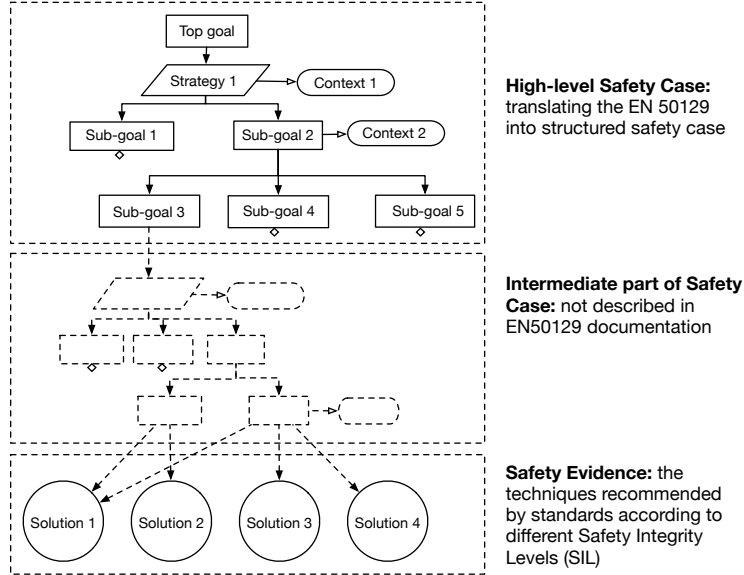 Top goal
Strategy 1
Context 1
Sub-goal 1
Sub-goal 2
Context 2
Sub-goal 3
Sub-goal 4
Sub-goal 5
High-level Safety Case:
translating the EN 50129
into structured safety case
Intermediate part of Safety
Case: not described in
EN50129 documentation
Solution 1
Solution 2
Solution 3
Solution 4
Safety Evidence: the
techniques recommended
by standards according to
different Safety Integrity
Levels (SIL)